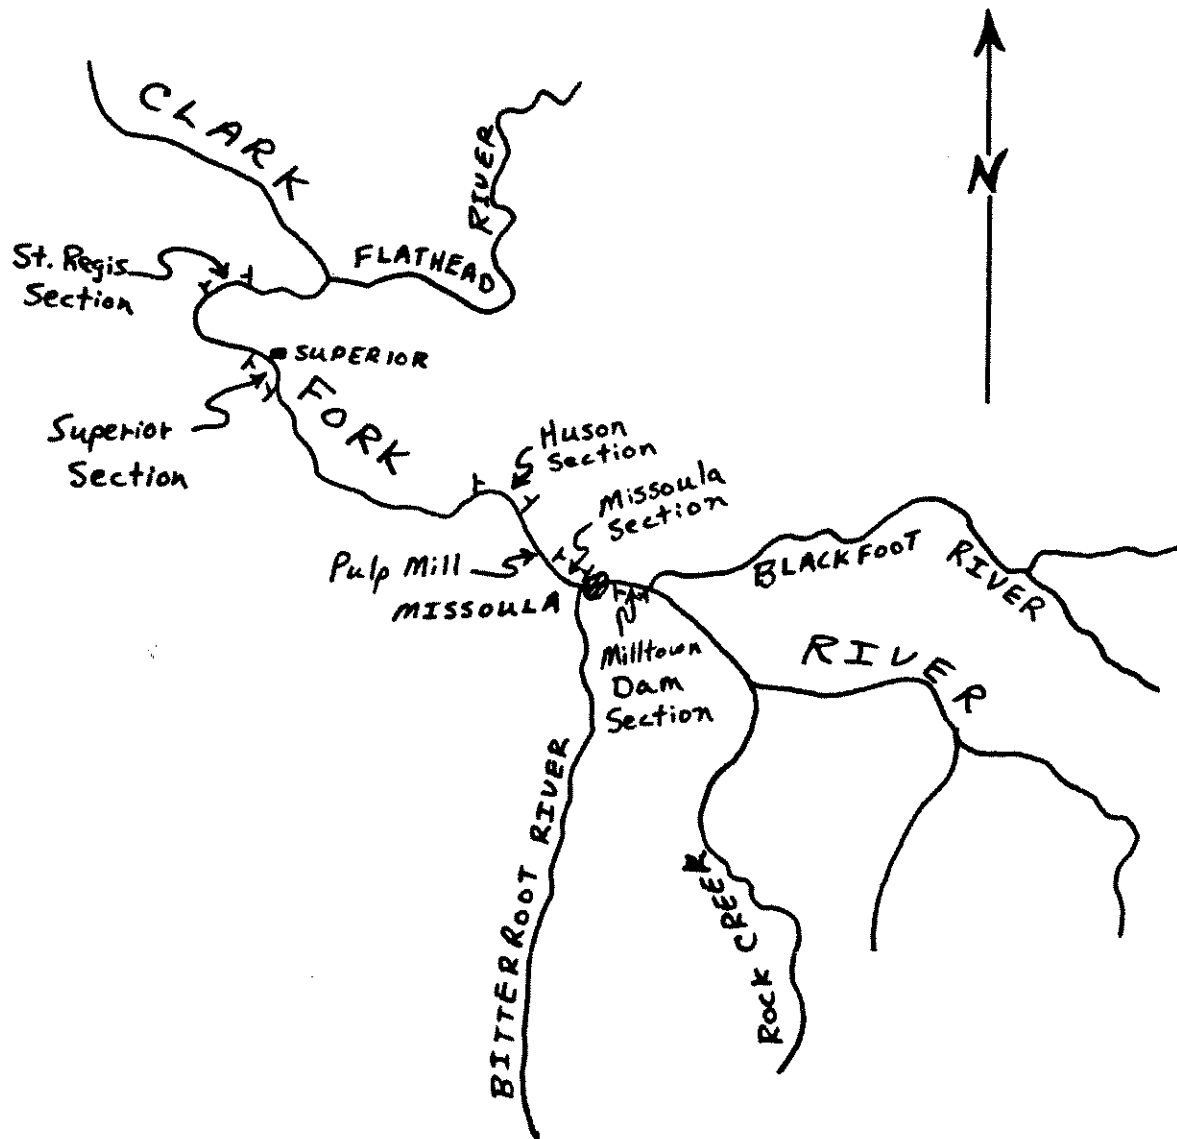 CLARK
FORK
RIVER
N
FLATHEAD
RIVER
St. Regis
Section
SUPERIOR
Superior
Section
Huson
Section
Missoula
Section
Pulp Mill
MISSOULA
BLACKFOOT
RIVER
Milltown
Dam
Section
BITTERROOT RIVER
ROCK CREEK